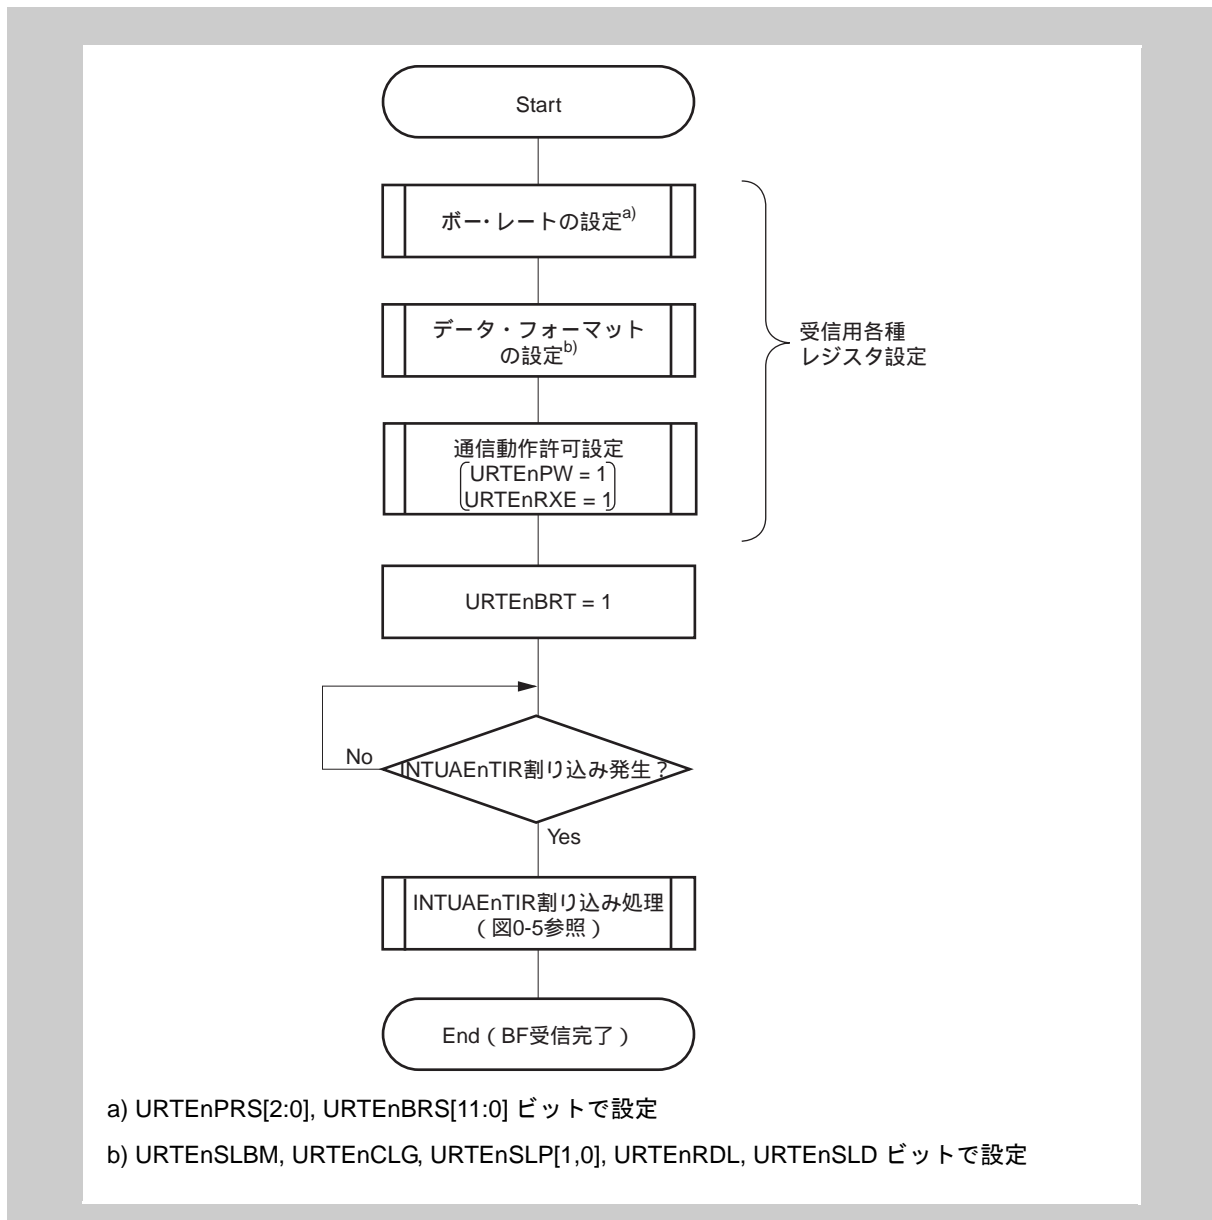 Start
ボー・レートの設定a)
データ・フォーマット
の設定b)
受信用各種
レジスタ設定
通信動作許可設定
URTEnPW = 1
URTEnRXE = 1
URTEnBRT = 1
No
INTUAEnTIR割り込み発生？
Yes
INTUAEnTIR割り込み処理
（図0-5参照）
End（BF受信完了）
a) URTEnPRS[2:0], URTEnBRS[11:0] ビットで設定
b) URTEnSLBM, URTEnCLG, URTEnSLP[1,0], URTEnRDL, URTEnSLD ビットで設定